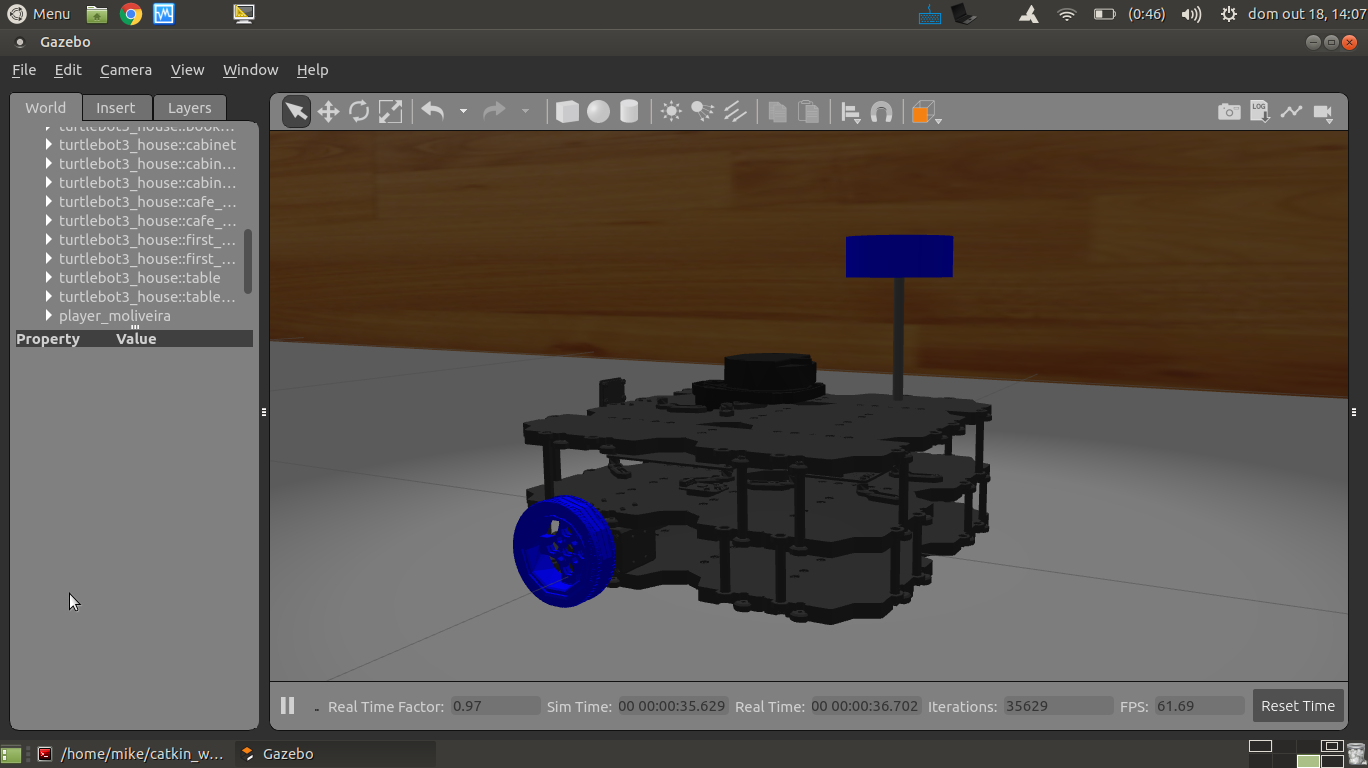 Menu (0:46) dom out 18, 14:07
Gazebo
File Edit Camera View Window Help
World Insert Layers
LOG
turtlebot3_house::book…
turtlebot3_house::cabinet
turtlebot3_house::cabin…
turtlebot3_house::cabin…
turtlebot3_house::cafe_…
turtlebot3_house::cafe_…
turtlebot3_house::first_…
turtlebot3_house::first_…
turtlebot3_house::table
turtlebot3_house::table…
player_moliveira
Property Value
Real Time Factor: 0.97 Sim Time: 00 00:00:35.629 Real Time: 00 00:00:36.702 Iterations: 35629 FPS: 61.69 Reset Time
/home/mike/catkin_w… Gazebo